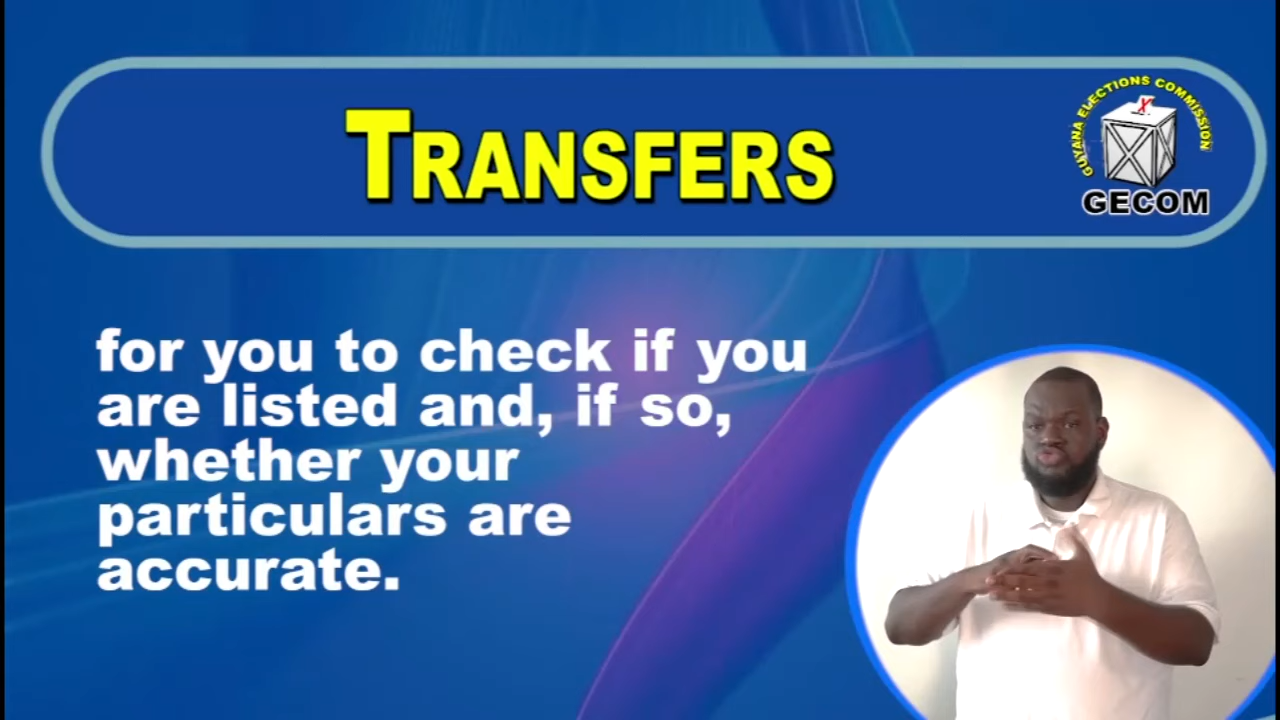 TRANSFERS
GUYANA ELECTIONS COMMISSION
X
GECOM
for you to check if you
are listed and, if so,
whether your
particulars are
accurate.